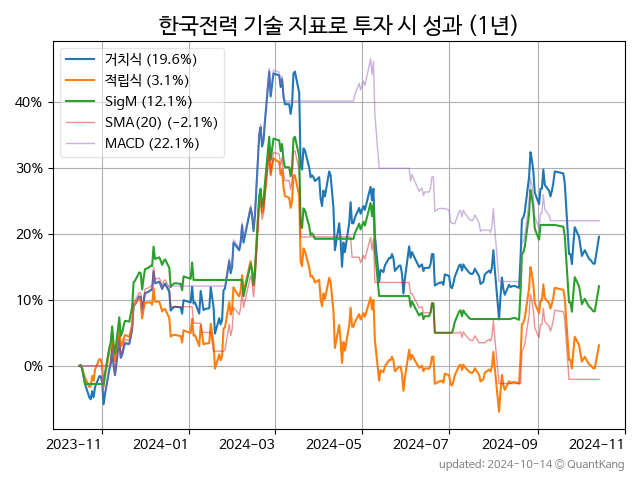 한국전력 기술 지표로 투자 시 성과 (1년)
거치식 (19.6%)
적립식 (3.1%)
SigM (12.1%)
SMA(20) (−2.1%)
MACD (22.1%)
40%
30%
20%
10%
0%
2023-11 2024-01 2024-03 2024-05 2024-07 2024-09 2024-11
updated: 2024-10-14 ⓒ QuantKang